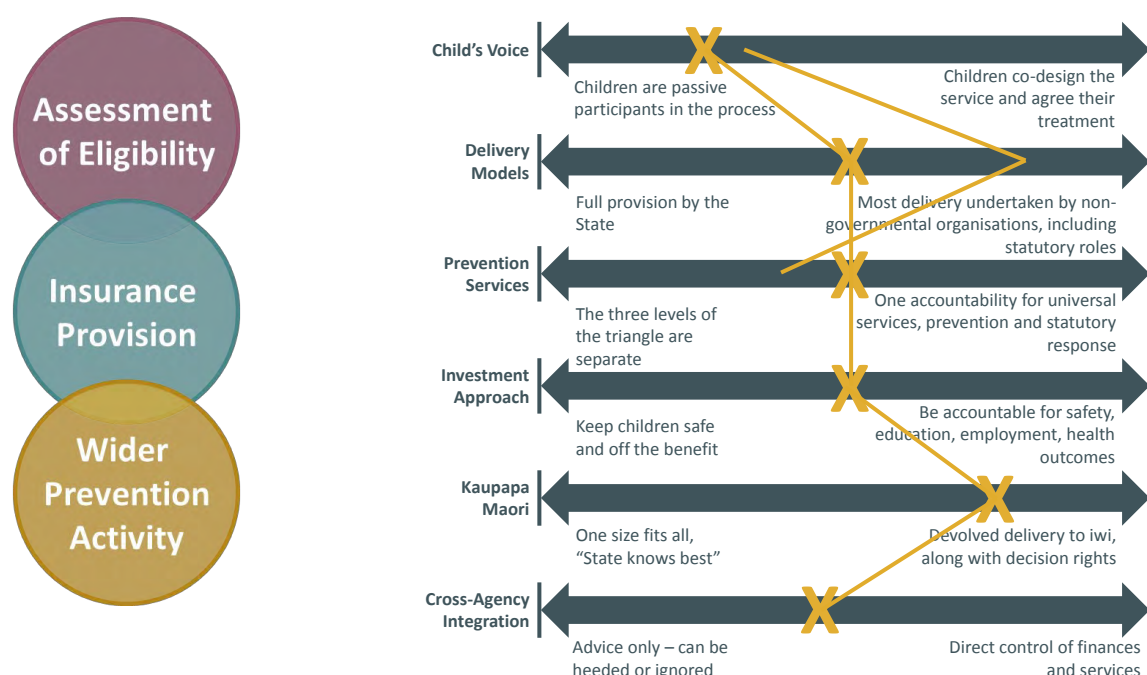 Assessment
of Eligibility
Insurance
Provision
Wider
Prevention
Activity
Child's Voice
Children are passive
participants in the process
Children co-design the
service and agree their
treatment
Delivery
Models
Full provision by the
State
Most delivery undertaken by non-
governmental organisations, including
statutory roles
Prevention
Services
The three levels of
the triangle are
separate
One accountability for universal
services, prevention and statutory
response
Investment
Approach
Keep children safe
and off the benefit
Be accountable for safety,
education, employment, health
outcomes
Kaupapa
Maori
One size fits all,
“State knows best”
Devolved delivery to iwi,
along with decision rights
Cross-Agency
Integration
Advice only – can be
heeded or ignored
Direct control of finances
and services